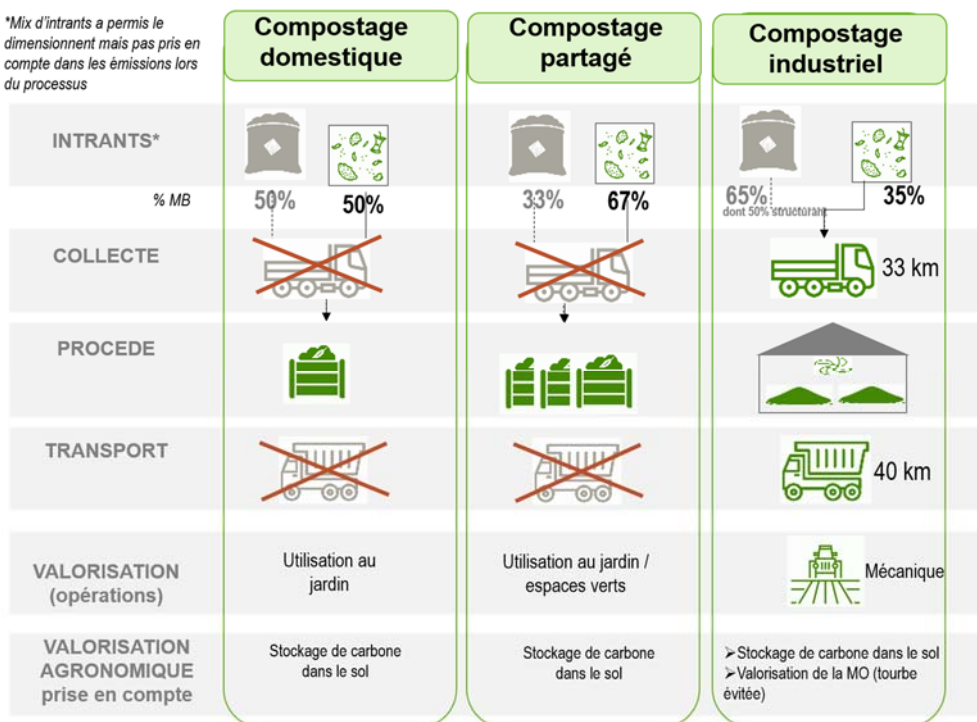 *Mix d'intrants a permis le
dimensionnent mais pas pris en
compte dans les émissions lors
du processus
Compostage
domestique
Compostage
partagé
Compostage
industriel
INTRANTS*
% MB
50%
50%
33%
67%
65%
dont 50% structurant
35%
COLLECTE
33 km
PROCEDE
TRANSPORT
40 km
VALORISATION
(opérations)
Utilisation au
jardin
Utilisation au jardin /
espaces verts
Mécanique
VALORISATION
AGRONOMIQUE
prise en compte
Stockage de carbone
dans le sol
Stockage de carbone
dans le sol
➢Stockage de carbone dans le sol
➢Valorisation de la MO (tourbe
évitée)